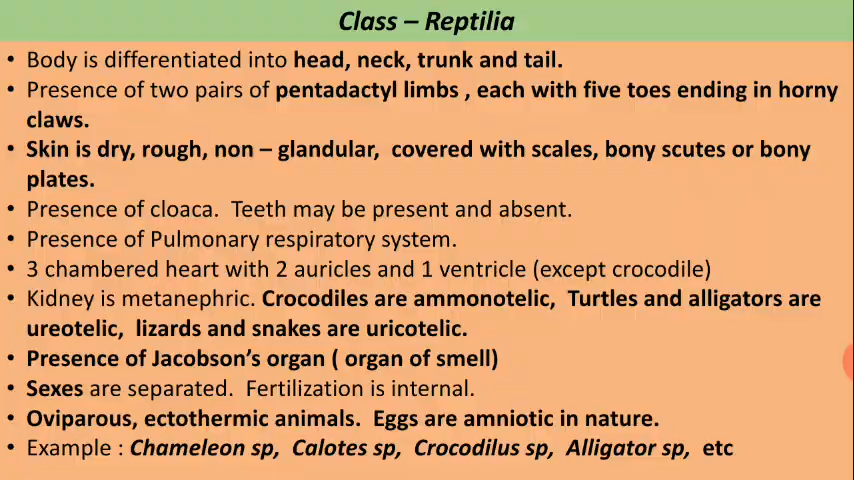 Class – Reptilia
• Body is differentiated into head, neck, trunk and tail.
• Presence of two pairs of pentadactyl limbs , each with five toes ending in horny
claws.
• Skin is dry, rough, non – glandular, covered with scales, bony scutes or bony
plates.
• Presence of cloaca. Teeth may be present and absent.
• Presence of Pulmonary respiratory system.
• 3 chambered heart with 2 auricles and 1 ventricle (except crocodile)
• Kidney is metanephric. Crocodiles are ammonotelic, Turtles and alligators are
ureotelic, lizards and snakes are uricotelic.
• Presence of Jacobson’s organ ( organ of smell)
• Sexes are separated. Fertilization is internal.
• Oviparous, ectothermic animals. Eggs are amniotic in nature.
• Example : Chameleon sp, Calotes sp, Crocodilus sp, Alligator sp, etc